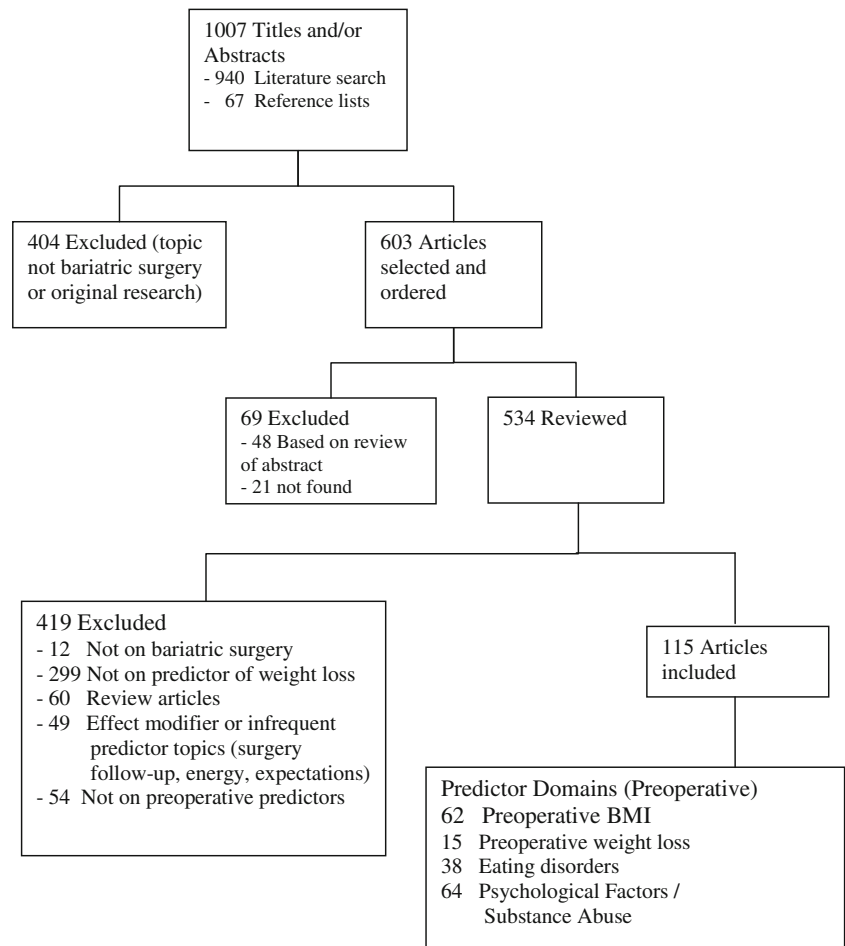 1007 Titles and/or
Abstracts
- 940 Literature search
- 67 Reference lists
404 Excluded (topic
not bariatric surgery
or original research)
603 Articles
selected and
ordered
69 Excluded
- 48 Based on review
of abstract
- 21 not found
534 Reviewed
419 Excluded
- 12 Not on bariatric surgery
- 299 Not on predictor of weight loss
- 60 Review articles
- 49 Effect modifier or infrequent
predictor topics (surgery
follow-up, energy, expectations)
- 54 Not on preoperative predictors
115 Articles
included
Predictor Domains (Preoperative)
62 Preoperative BMI
15 Preoperative weight loss
38 Eating disorders
64 Psychological Factors /
Substance Abuse